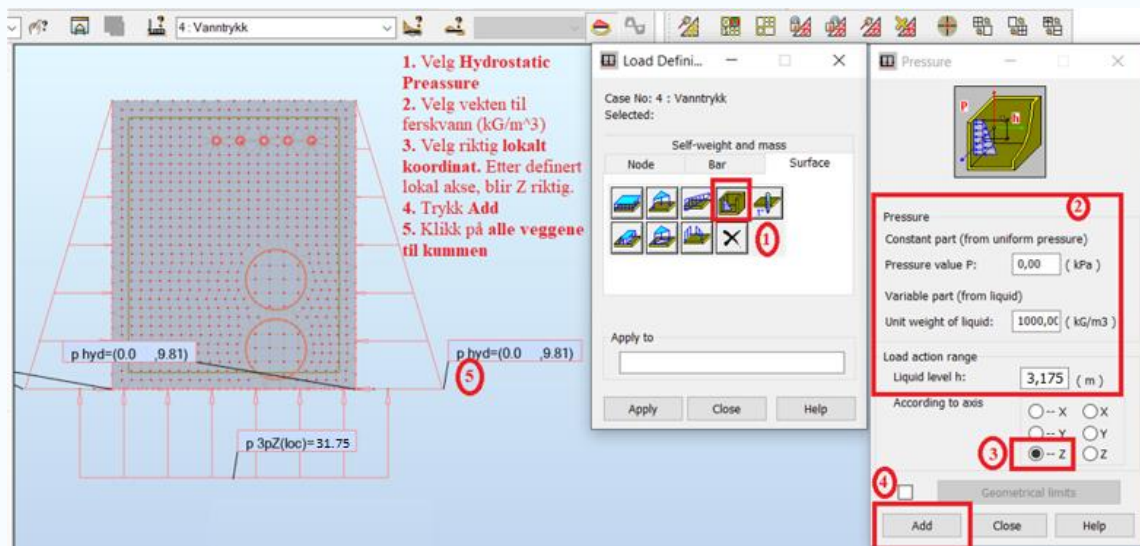 4 : Vanntrykk
1. Velg Hydrostatic
Preassure
2. Velg vekten til
ferskvann (kG/m^3)
3. Velg riktig lokalt
koordinat. Etter definert
lokal akse, blir Z riktig.
4. Trykk Add
5. Klikk på alle veggene
til kummen
p hyd=(0.0 ,9.81)
p hyd=(0.0 ,9.81)
5
p 3pZ(loc)=31.75
Load Defini...
Case No: 4 : Vanntrykk
Selected:
Self-weight and mass
Node Bar Surface
1
Apply to
Apply Close Help
Pressure
P
h
2
Pressure
Constant part (from uniform pressure)
Pressure value P: 0,00 ( kPa )
Variable part (from liquid)
Unit weight of liquid: 1000,00 ( kG/m3 )
Load action range
Liquid level h: 3,175 ( m )
According to axis
-- X X
-- Y Y
3 -- Z Z
4
Geometrical limits
Add Close Help